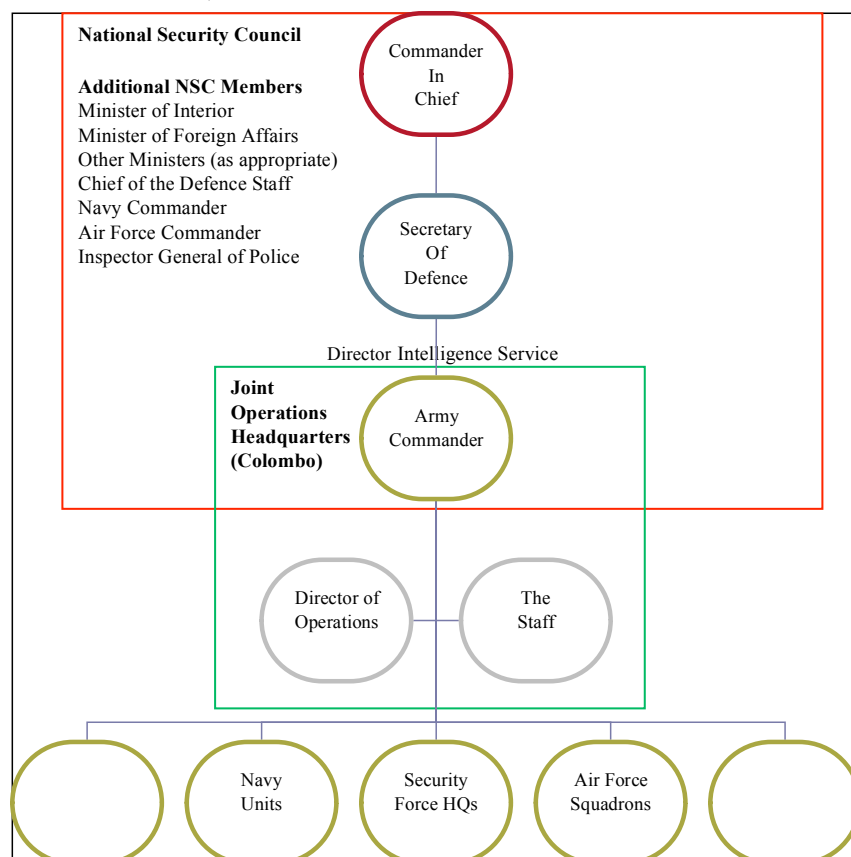 National Security Council
Additional NSC Members
Minister of Interior
Minister of Foreign Affairs
Other Ministers (as appropriate)
Chief of the Defence Staff
Navy Commander
Air Force Commander
Inspector General of Police
Commander
In
Chief
Secretary
Of
Defence
Director Intelligence Service
Joint
Operations
Headquarters
(Colombo)
Army
Commander
Director of
Operations
The
Staff
Navy
Units
Security
Force HQs
Air Force
Squadrons